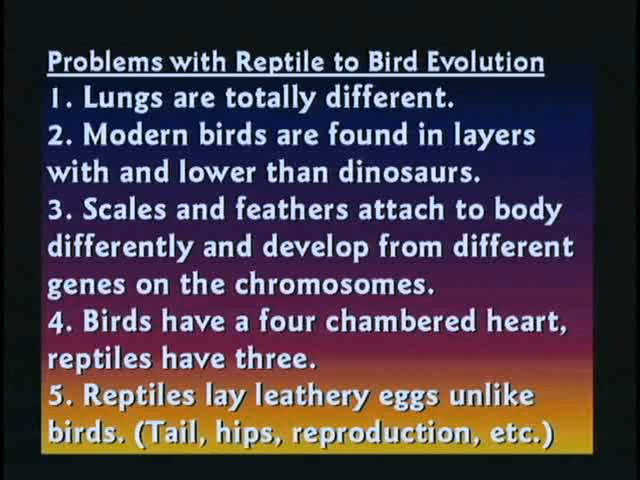 Problems with Reptile to Bird Evolution
1. Lungs are totally different.
2. Modern birds are found in layers
with and lower than dinosaurs.
3. Scales and feathers attach to body
differently and develop from different
genes on the chromosomes.
4. Birds have a four chambered heart,
reptiles have three.
5. Reptiles lay leathery eggs unlike
birds. (Tail, hips, reproduction, etc.)